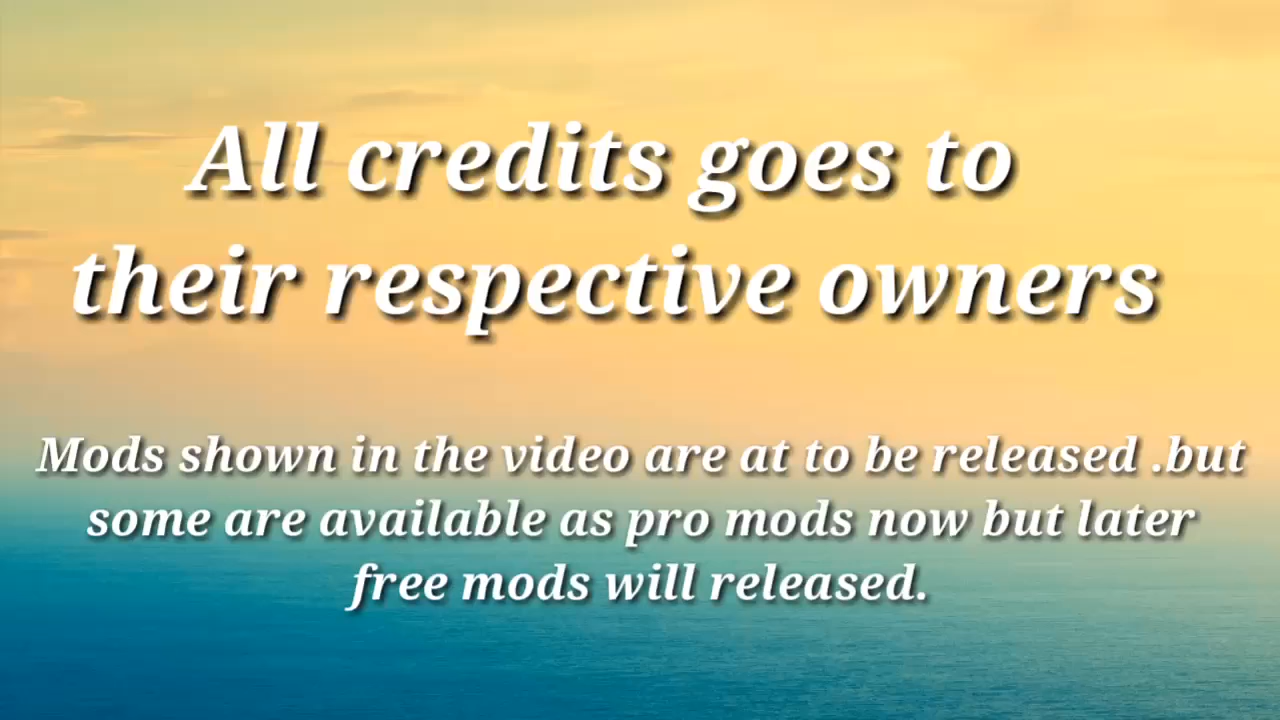 All credits goes to
their respective owners
Mods shown in the video are at to be released .but
some are available as pro mods now but later
free mods will released.